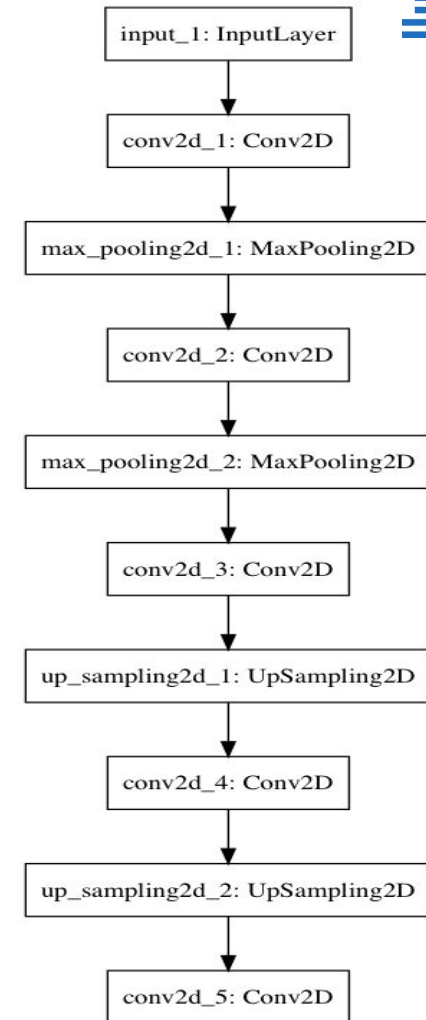 input_1: InputLayer
conv2d_1: Conv2D
max_pooling2d_1: MaxPooling2D
conv2d_2: Conv2D
max_pooling2d_2: MaxPooling2D
conv2d_3: Conv2D
up_sampling2d_1: UpSampling2D
conv2d_4: Conv2D
up_sampling2d_2: UpSampling2D
conv2d_5: Conv2D